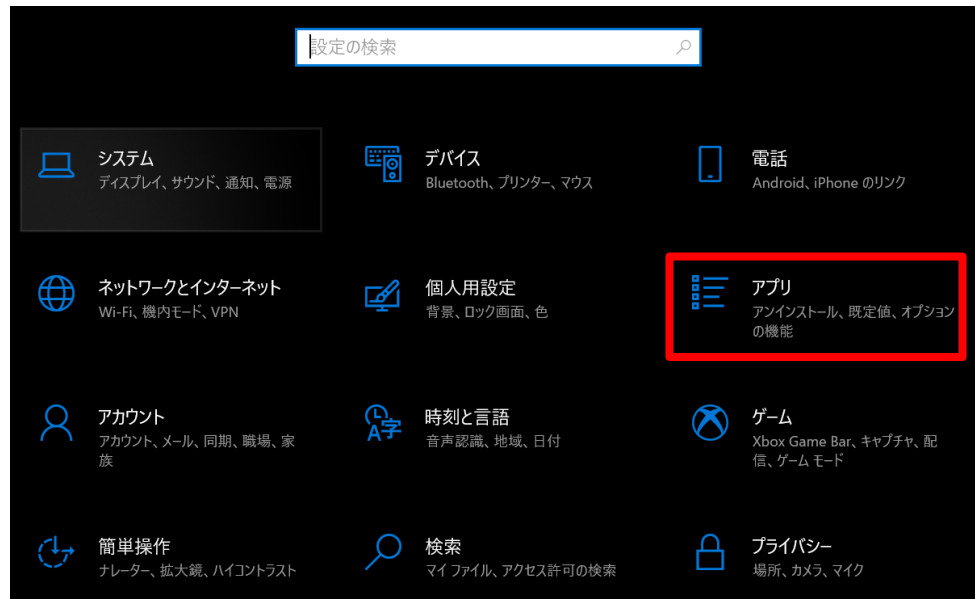 設定の検索
システム
ディスプレイ、サウンド、通知、電源
デバイス
Bluetooth、プリンター、マウス
電話
Android、iPhone のリンク
ネットワークとインターネット
Wi-Fi、機内モード、VPN
個人用設定
背景、ロック画面、色
アプリ
アンインストール、既定値、オプション
の機能
アカウント
アカウント、メール、同期、職場、家
族
時刻と言語
音声認識、地域、日付
ゲーム
Xbox Game Bar、キャプチャ、配
信、ゲーム モード
簡単操作
ナレーター、拡大鏡、ハイコントラスト
検索
マイ ファイル、アクセス許可の検索
プライバシー
場所、カメラ、マイク